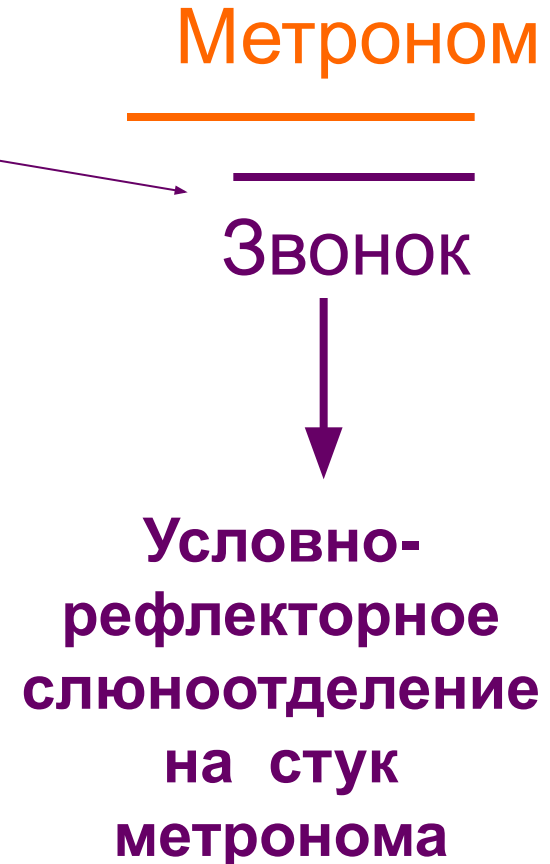 Метроном
Звонок
Условно-
рефлекторное
слюноотделение
на стук
метронома